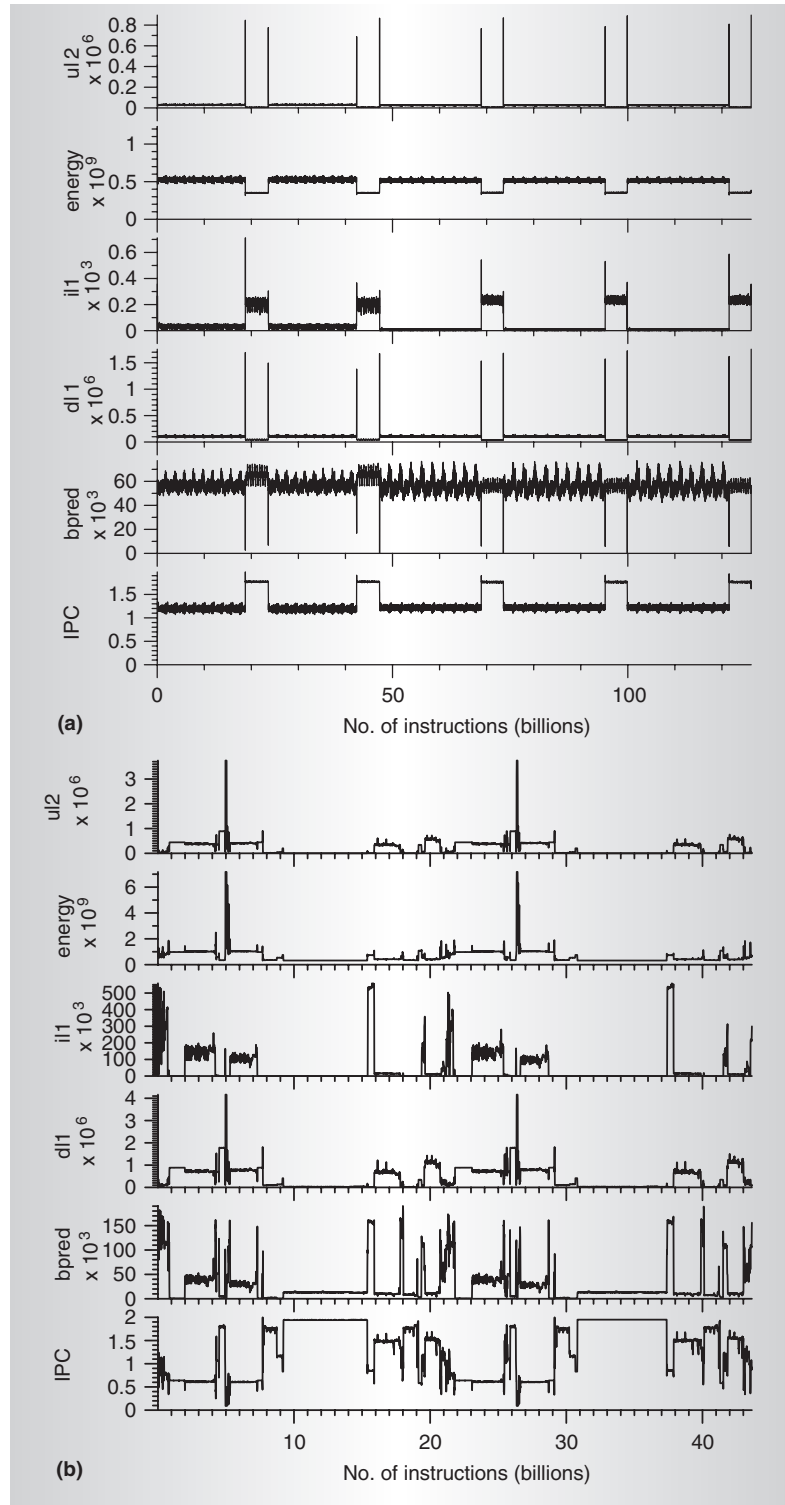 ul2
x 10^6
0.8
0.6
0.4
0.2
0
energy
x 10^9
1
0.5
0
il1
x 10^3
0.6
0.4
0.2
0
dl1
x 10^6
1.5
1
0.5
0
bpred
x 10^3
60
40
20
0
IPC
1.5
1
0.5
0
0 50 100
(a) No. of instructions (billions)
ul2
x 10^6
3
2
1
0
energy
x 10^9
6
4
2
0
il1
x 10^3
500
400
300
200
100
0
dl1
x 10^6
4
3
2
1
0
bpred
x 10^3
150
100
50
0
IPC
2
1.5
1
0.5
0
10 20 30 40
(b) No. of instructions (billions)